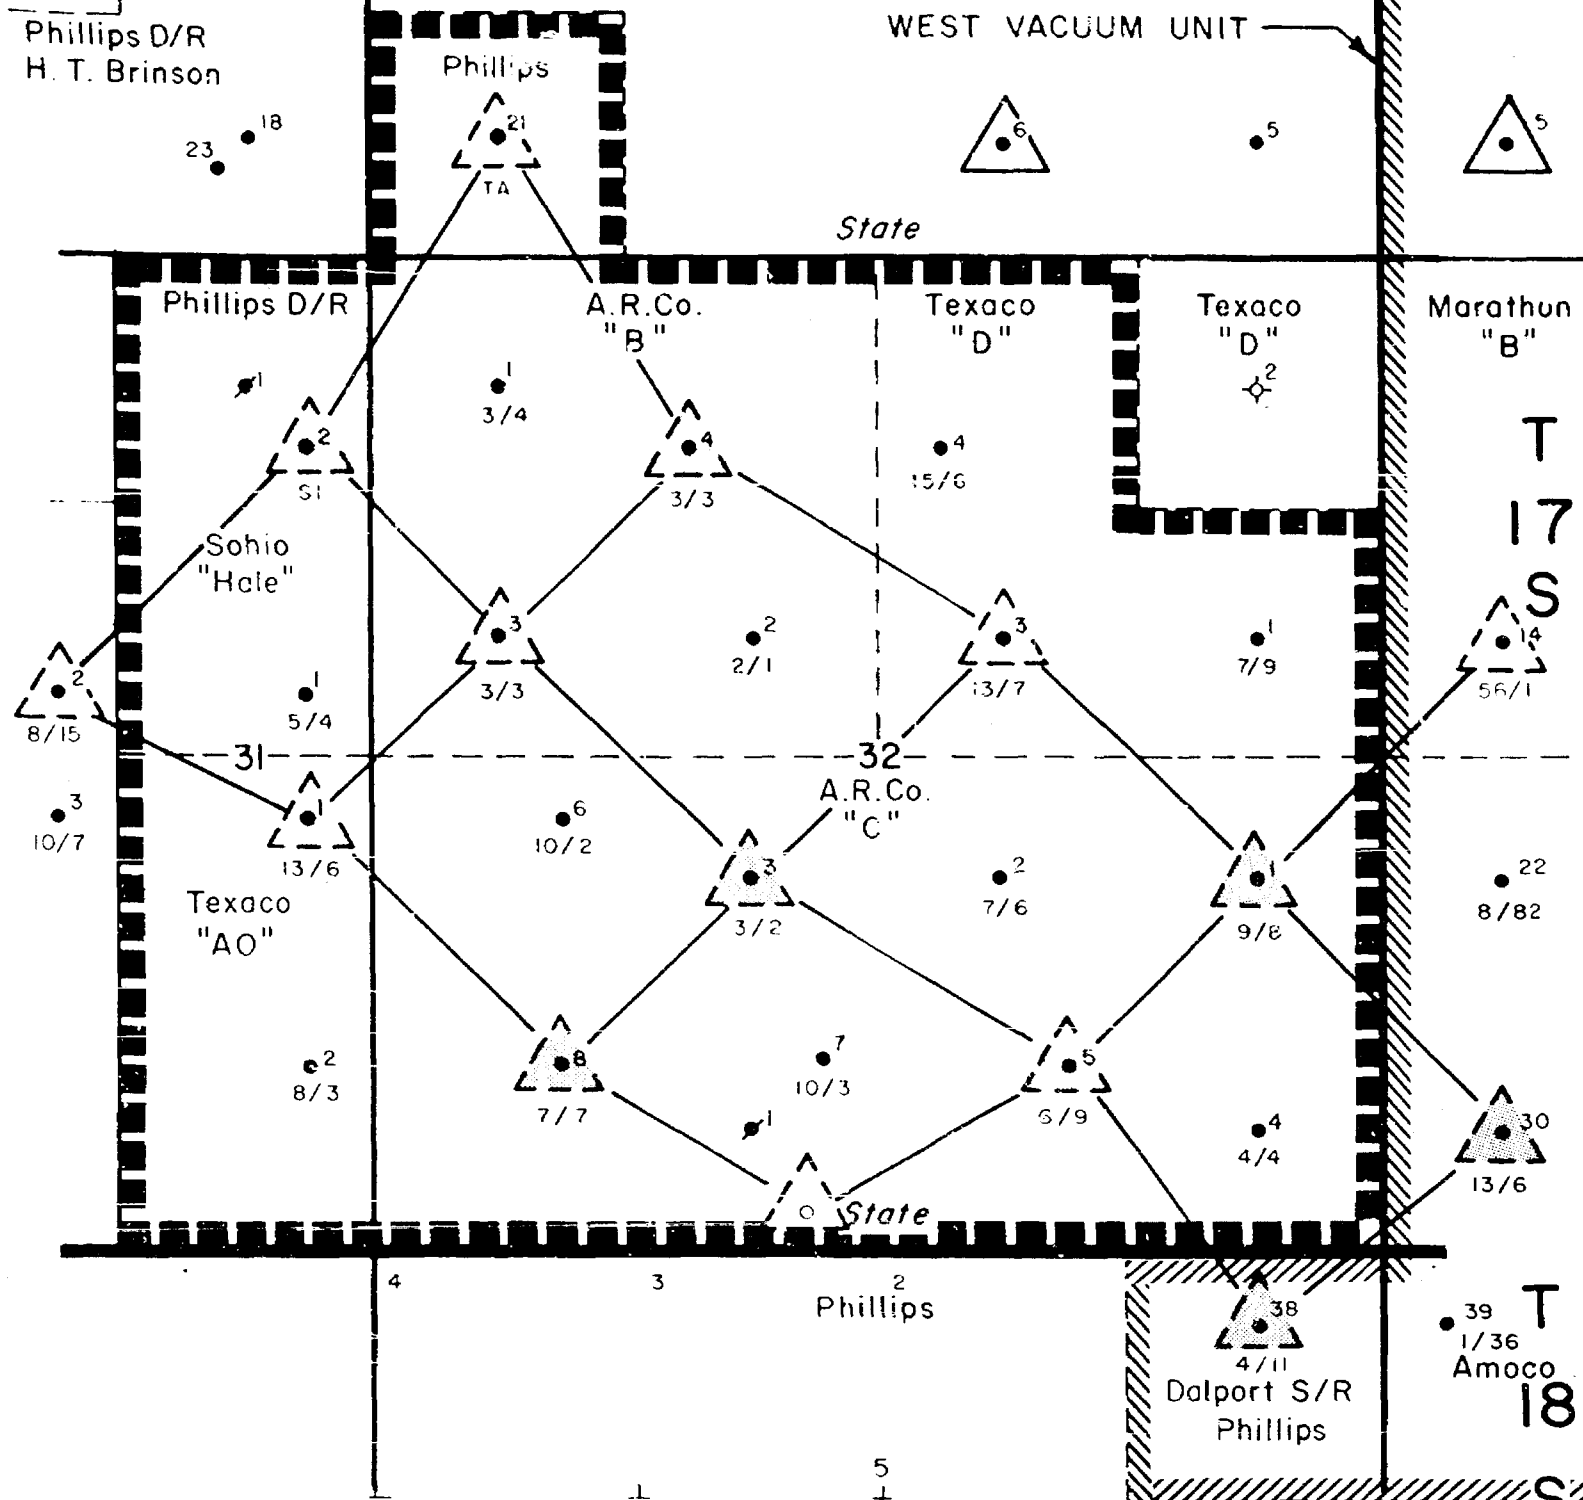 Phillips D/R
H. T. Brinson
WEST VACUUM UNIT
Phillips
18
23
21
TA
6
5
5
State
Phillips D/R
A.R.Co.
"B"
Texaco
"D"
Texaco
"D"
Marathon
"B"
1
1
3/4
2
2
SI
4
3/3
4
15/6
T
17
S
Sohio
"Hale"
3
3/3
2
2/1
3
13/7
1
7/9
14
56/1
2
8/15
1
5/4
31
32
3
10/7
1
13/6
6
10/2
A.R.Co.
"C"
3
3/2
2
7/6
1
9/8
22
8/82
Texaco
"AO"
2
8/3
8
7/7
7
10/3
1
5
6/9
4
4/4
30
13/6
State
4
3
2
Phillips
38
4/11
Dalport S/R
Phillips
39
1/36
Amoco
T
18
S
5